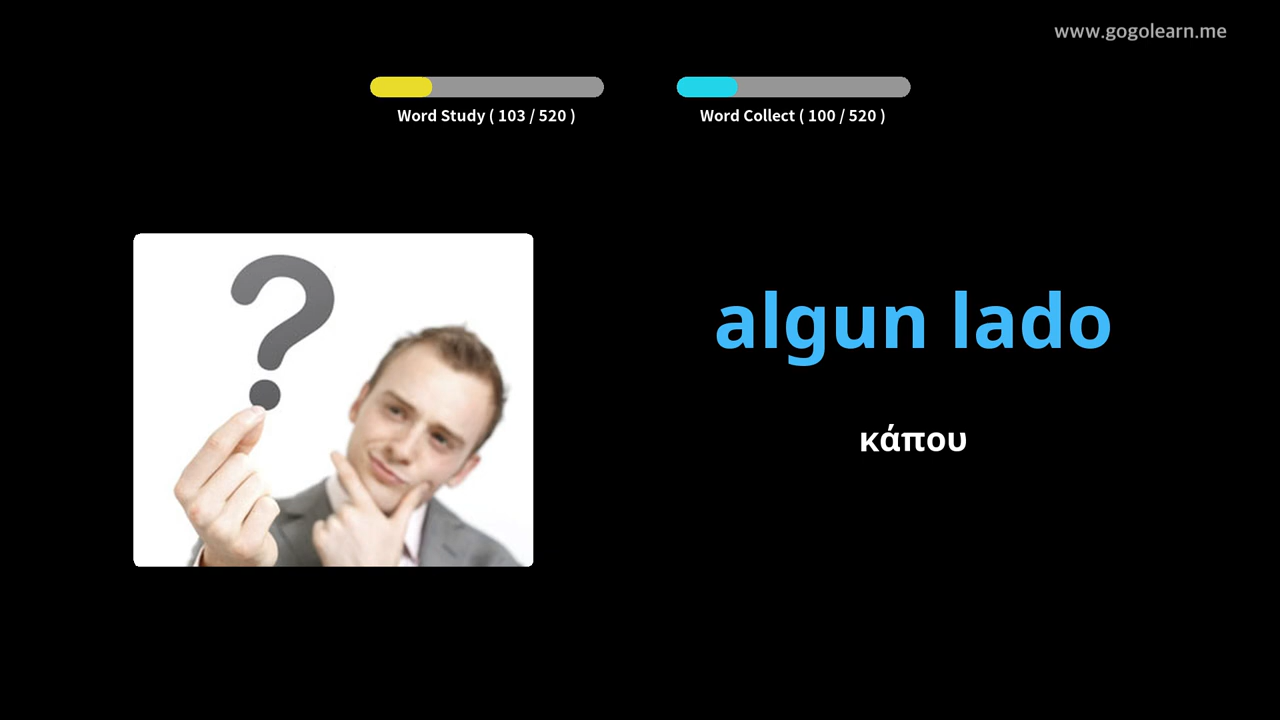 www.gogolearn.me
Word Study ( 103 / 520 )
Word Collect ( 100 / 520 )
?
algun lado
κάπου